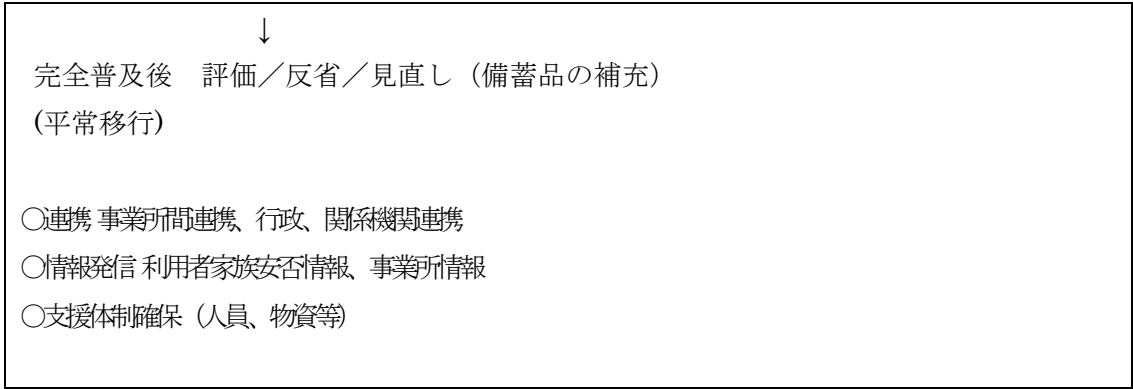 ↓
完全普及後　評価／反省／見直し（備蓄品の補充）
(平常移行)
○連携 事業所間連携、行政、関係機関連携
○情報発信 利用者家族安否情報、事業所情報
○支援体制確保（人員、物資等）